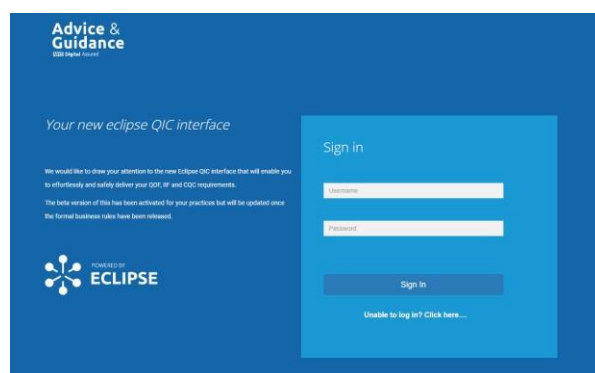 Advice &
Guidance
NHS Digital Assured
Your new eclipse QIC interface
We would like to draw your attention to the new Eclipse QIC interface that will enable you
to effortlessly and safely deliver your QOF, IIF and CQC requirements.
The beta version of this has been activated for your practices but will be updated once
the formal business rules have been released.
POWERED BY
ECLIPSE
Sign in
Username
Password
Sign In
Unable to log in? Click here....